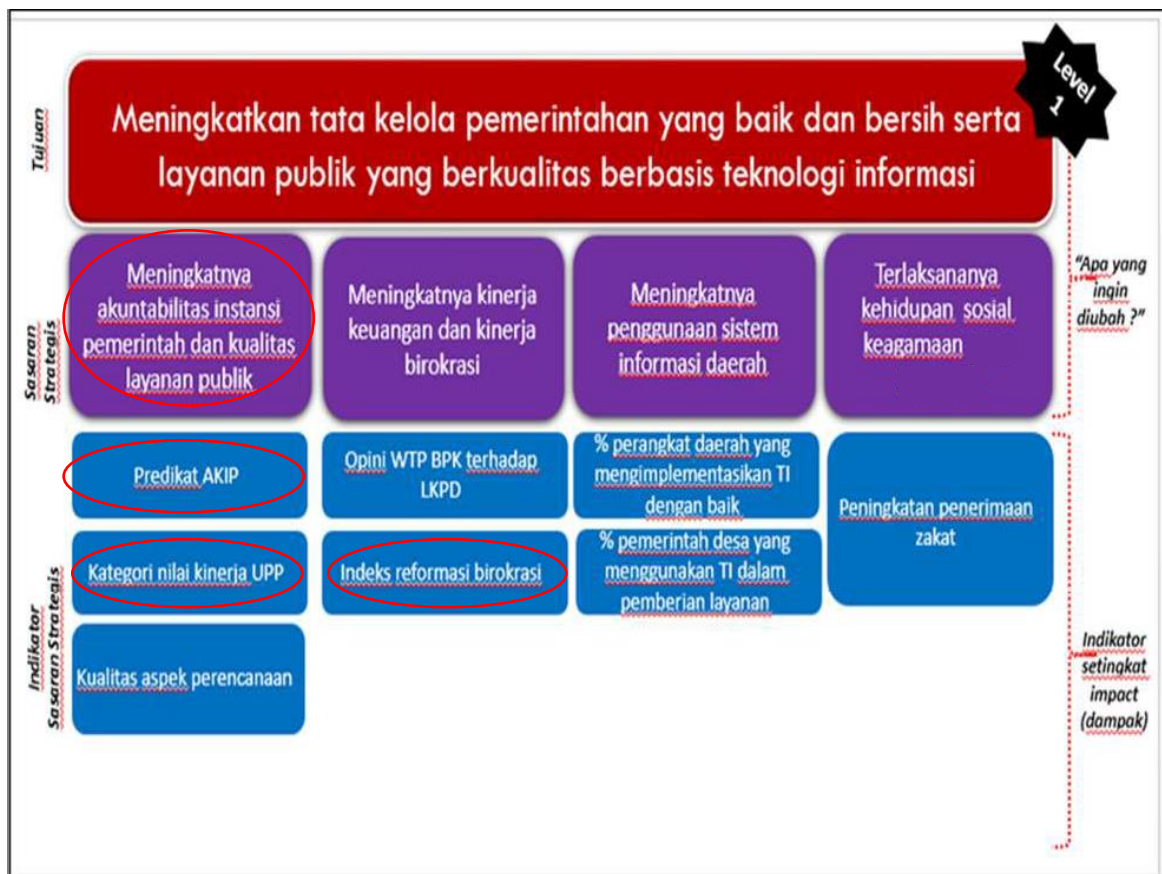 Level
1
Tujuan
Meningkatkan tata kelola pemerintahan yang baik dan bersih serta
layanan publik yang berkualitas berbasis teknologi informasi
Sasaran
Strategis
Meningkatnya
akuntabilitas instansi
pemerintah dan kualitas
layanan publik
Meningkatnya kinerja
keuangan dan kinerja
birokrasi
Meningkatnya
penggunaan sistem
informasi daerah
Terlaksananya
kehidupan sosial
keagamaan
"Apa yang
ingin
diubah ?"
Indikator
Sasaran Strategis
Predikat AKIP
Opini WTP BPK terhadap
LKPD
% perangkat daerah yang
mengimplementasikan TI
dengan baik
Peningkatan penerimaan
zakat
Kategori nilai kinerja UPP
Indeks reformasi birokrasi
% pemerintah desa yang
menggunakan TI dalam
pemberian layanan
Kualitas aspek perencanaan
Indikator
setingkat
impact
(dampak)